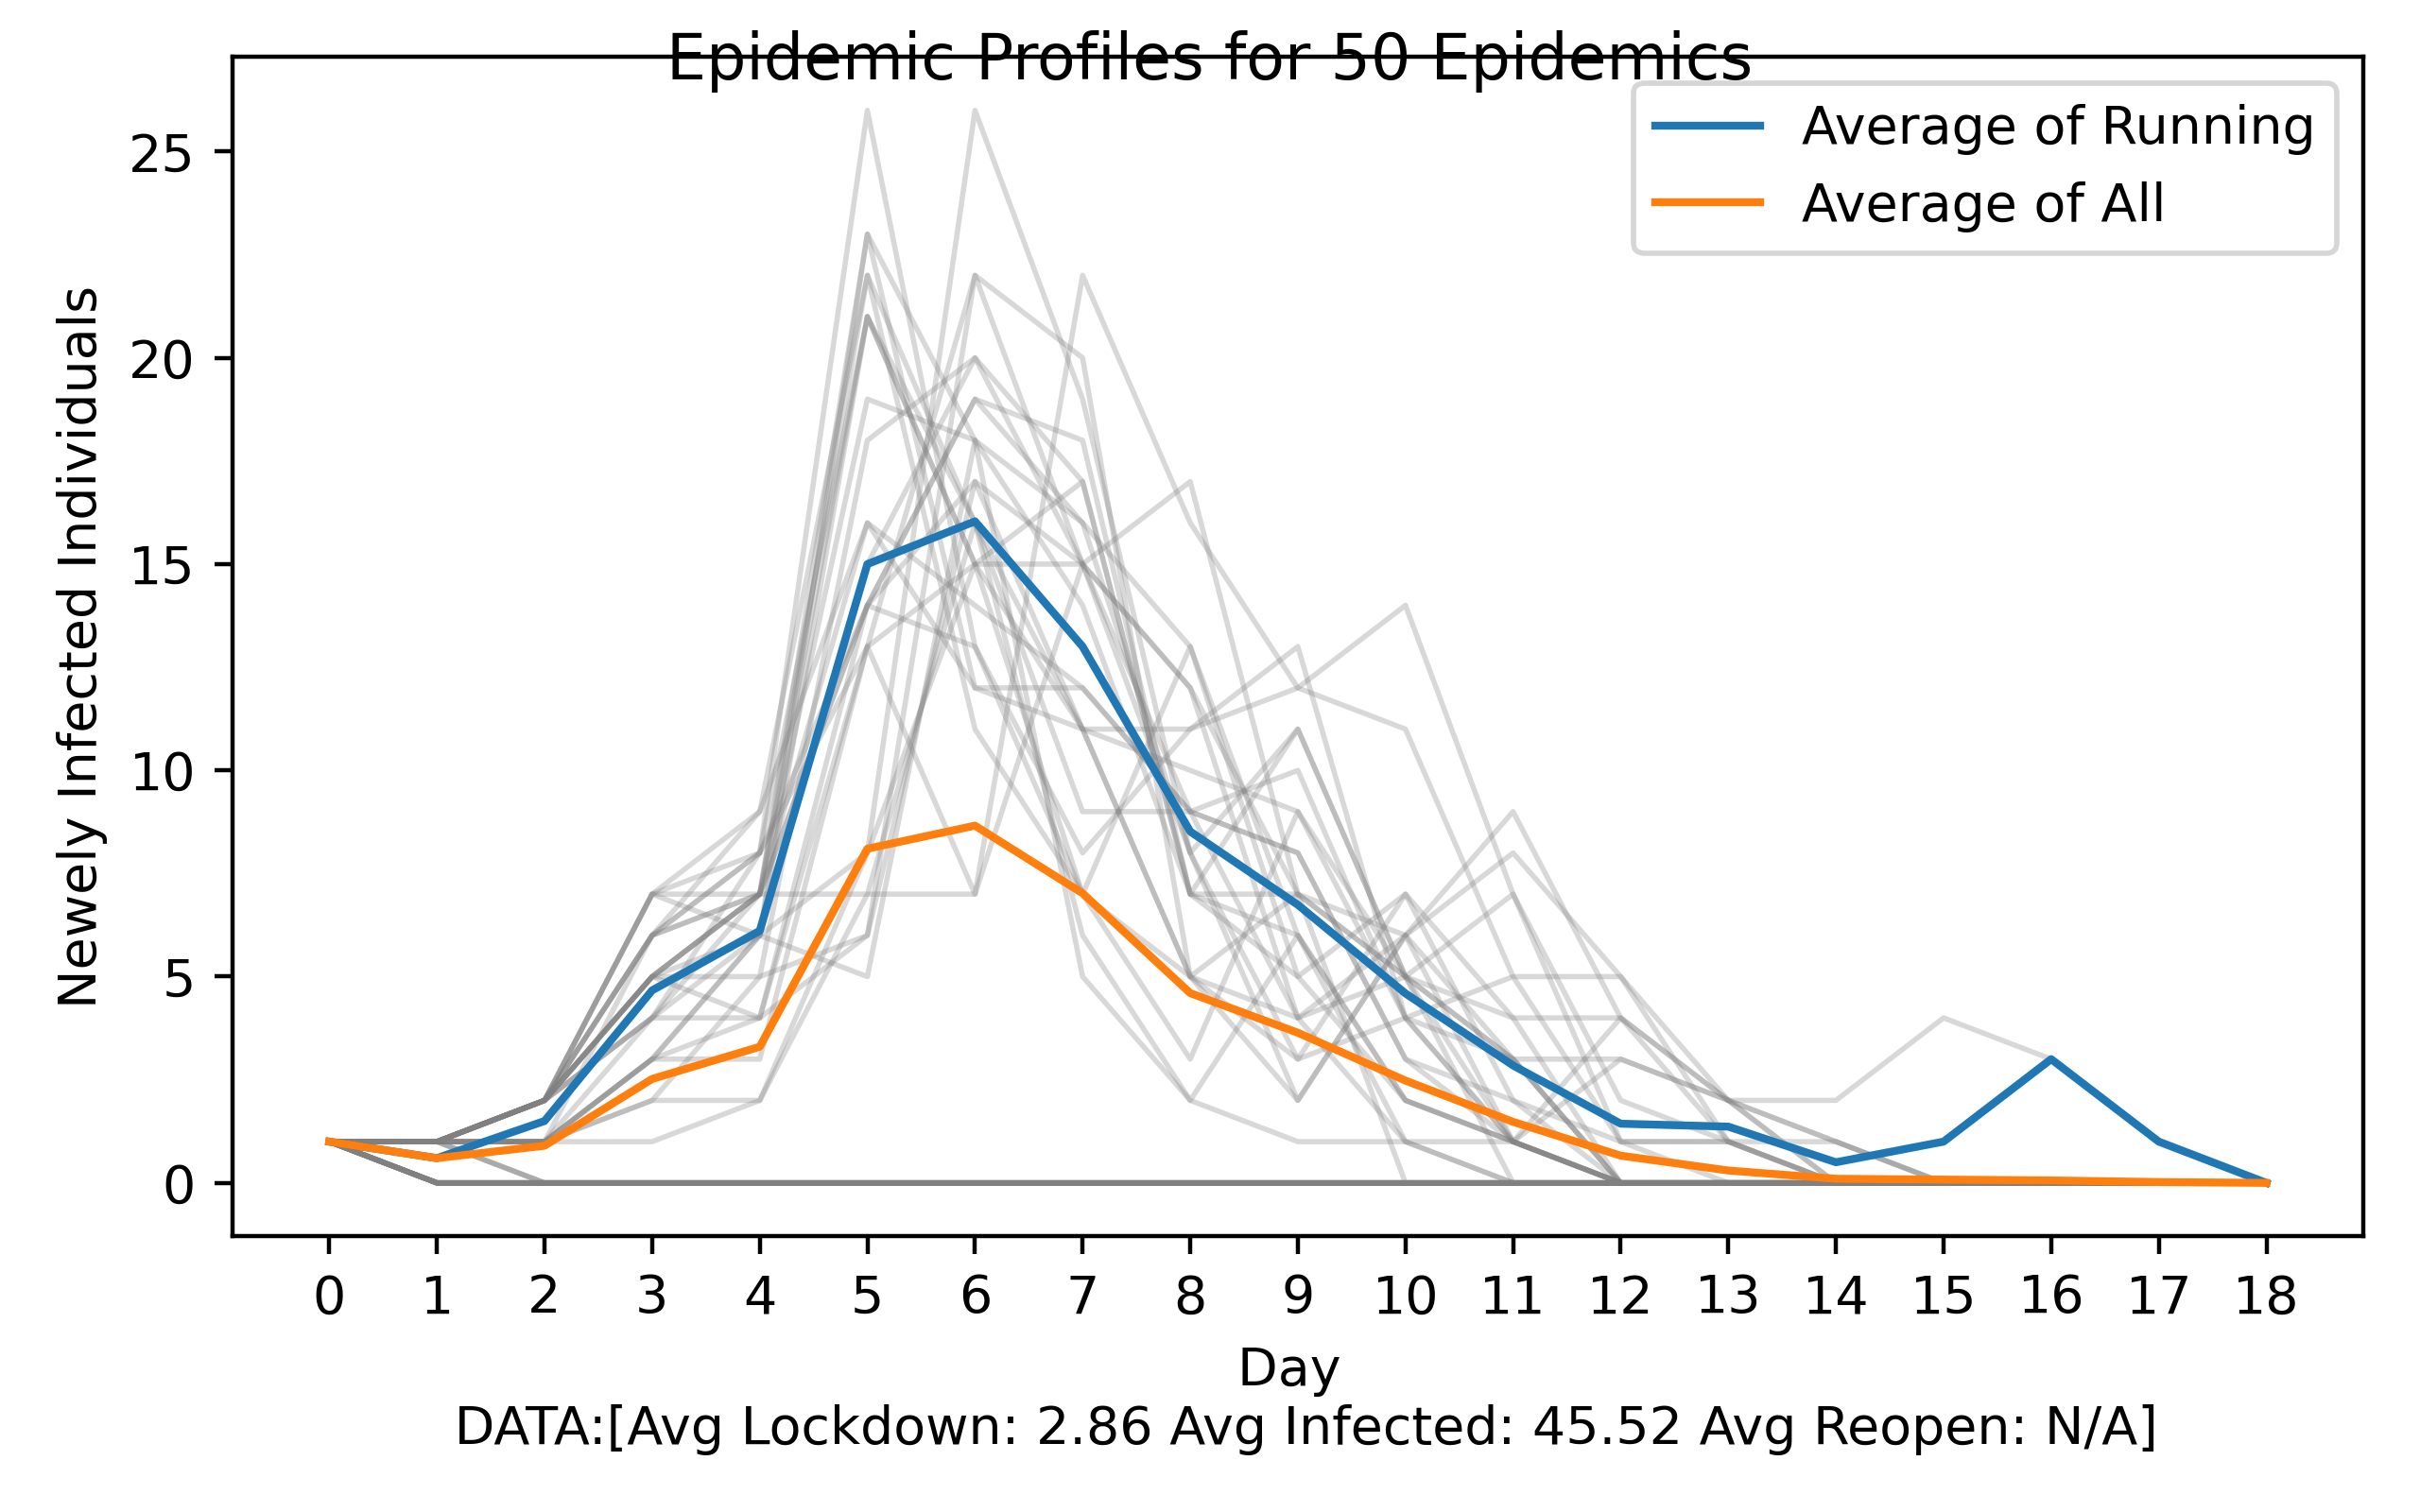 Epidemic Profiles for 50 Epidemics
Average of Running
Average of All
Newly Infected Individuals
25
20
15
10
5
0
0 1 2 3 4 5 6 7 8 9 10 11 12 13 14 15 16 17 18
Day
DATA:[Avg Lockdown: 2.86 Avg Infected: 45.52 Avg Reopen: N/A]